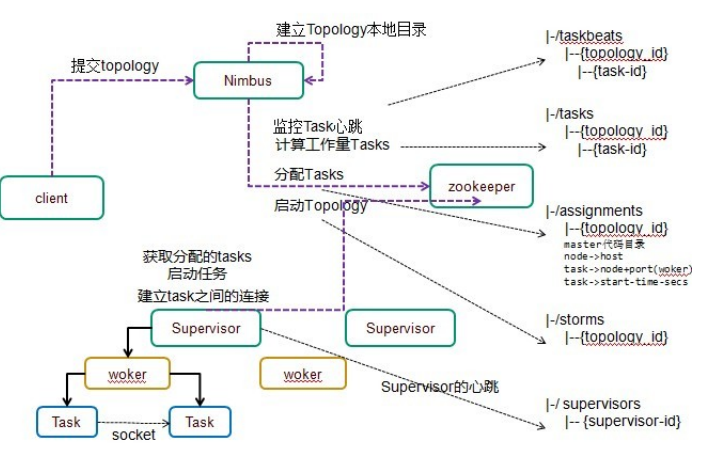 建立Topology本地目录
提交topology
Nimbus
|-/taskbeats
|--{topology_id}
|--{task-id}
监控Task心跳
计算工作量Tasks
|-/tasks
|--{topology_id}
|--{task-id}
分配Tasks
zookeeper
client
启动Topology
|-/assignments
|--{topology_id}
master代码目录
node->host
task->node+port(woker)
task->start-time-secs
获取分配的tasks
启动任务
建立task之间的连接
Supervisor
Supervisor
|-/storms
|--{topology_id}
woker
woker
Supervisor的心跳
|-/ supervisors
|-- {supervisor-id}
Task
socket
Task